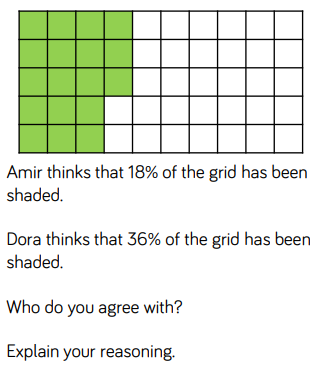 Amir thinks that 18% of the grid has been
shaded.
Dora thinks that 36% of the grid has been
shaded.
Who do you agree with?
Explain your reasoning.